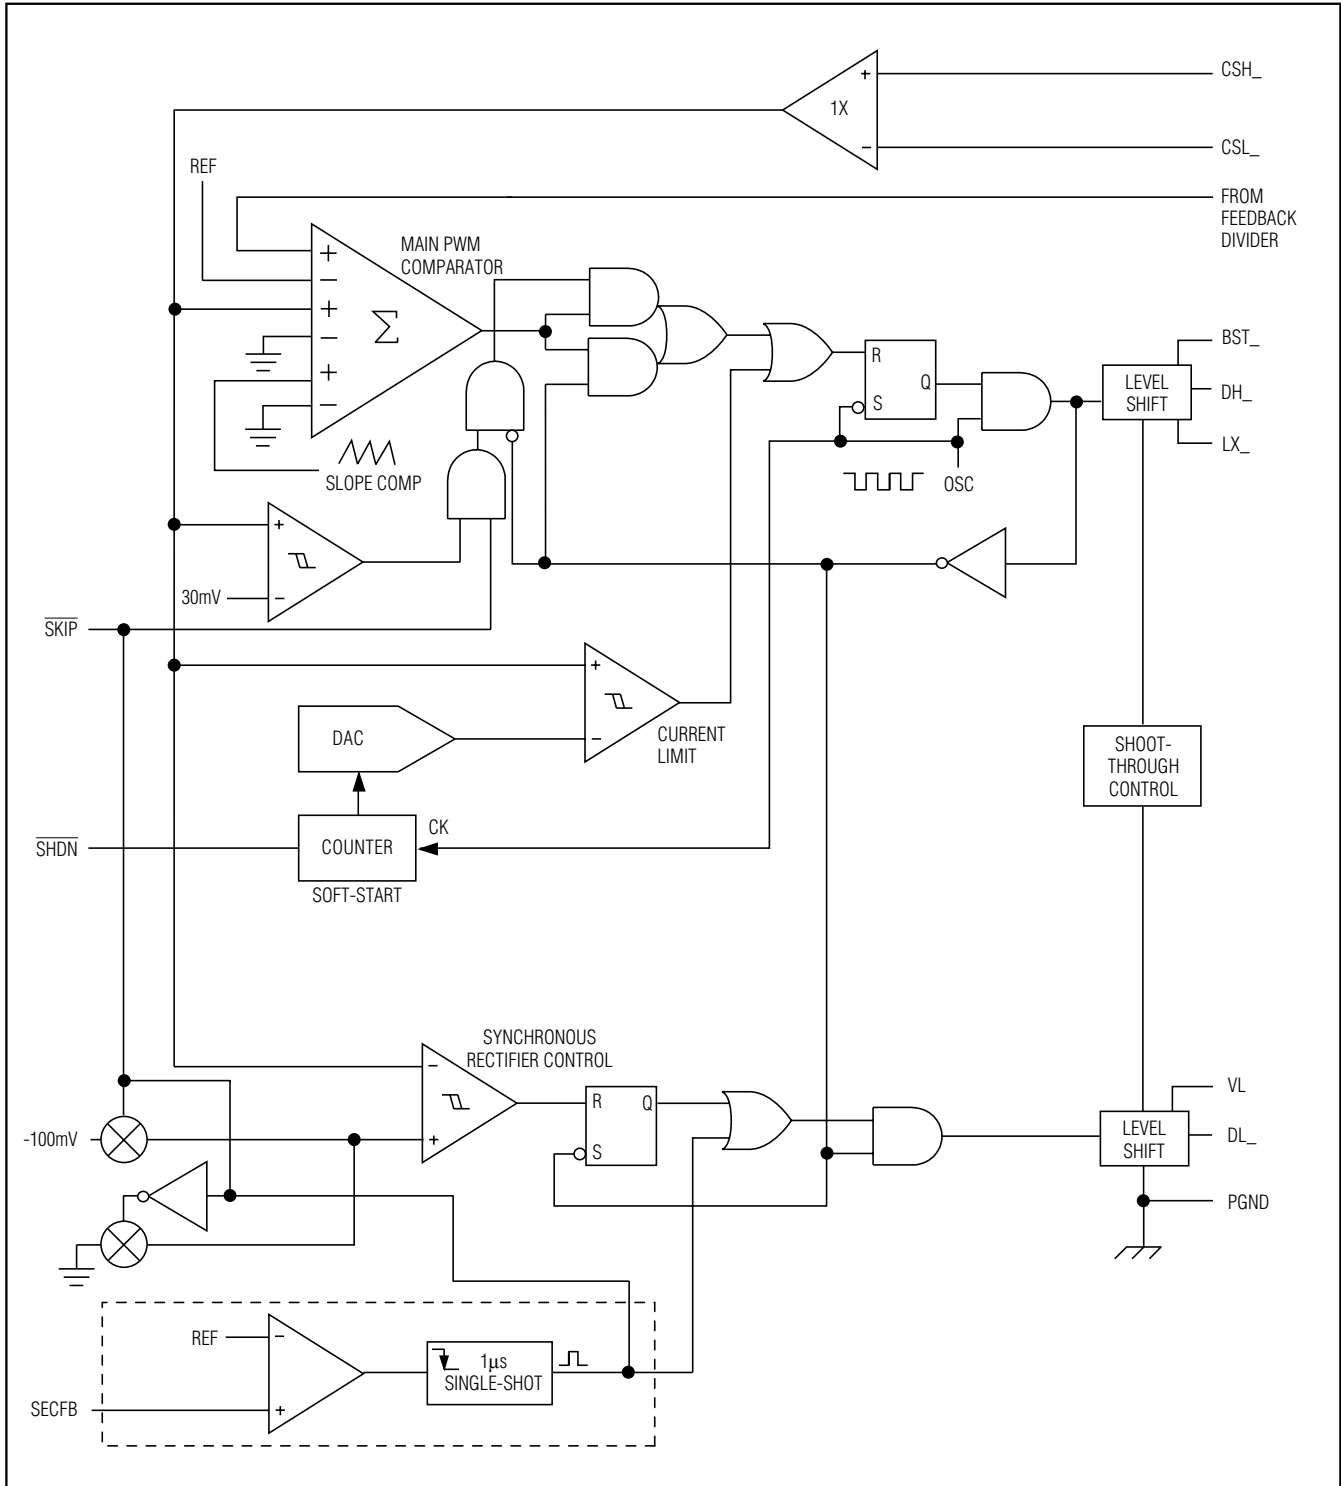 CSH_
1X
+
−
CSL_
REF
FROM
FEEDBACK
DIVIDER
MAIN PWM
COMPARATOR
+
−
+
−
+
−
Σ
BST_
R
Q
S
LEVEL
SHIFT
DH_
LX_
SLOPE COMP
OSC
+
30mV
−
SKIP
+
−
DAC
CURRENT
LIMIT
SHOOT-
THROUGH
CONTROL
CK
SHDN
COUNTER
SOFT-START
SYNCHRONOUS
RECTIFIER CONTROL
−
+
R
Q
S
VL
-100mV
LEVEL
SHIFT
DL_
PGND
REF
−
1µs
SINGLE-SHOT
SECFB
+